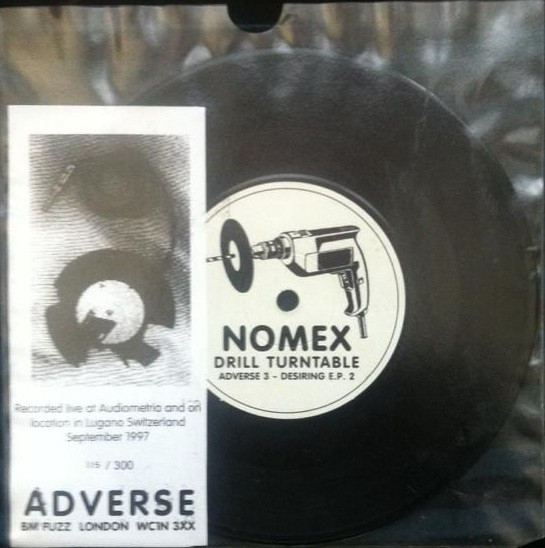 NOMEX
DRILL TURNTABLE
ADVERSE 3 - DESIRING E.P. 2
Recorded live at Audiometria and on
location in Lugano Switzerland
September 1997
115 / 300
ADVERSE
BM FUZZ LONDON WC1N 3XX